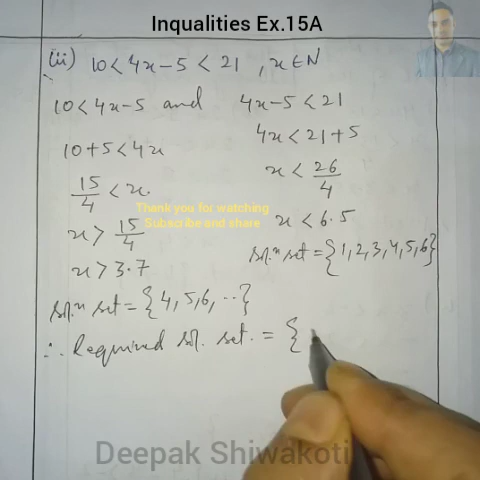 Inqualities Ex.15A
(ii) 10 < 4x - 5 < 21 , x ∈ N
10 < 4x - 5 and 4x - 5 < 21
10 + 5 < 4x
15/4 < x.
x > 15/4
x > 3.7
solⁿ set = {4, 5, 6, ..}
4x < 21 + 5
x < 26/4
x < 6.5
solⁿ set = {1, 2, 3, 4, 5, 6}
Thank you for watching
Subscribe and share
∴ Required sol. set. = {
Deepak Shiwakoti